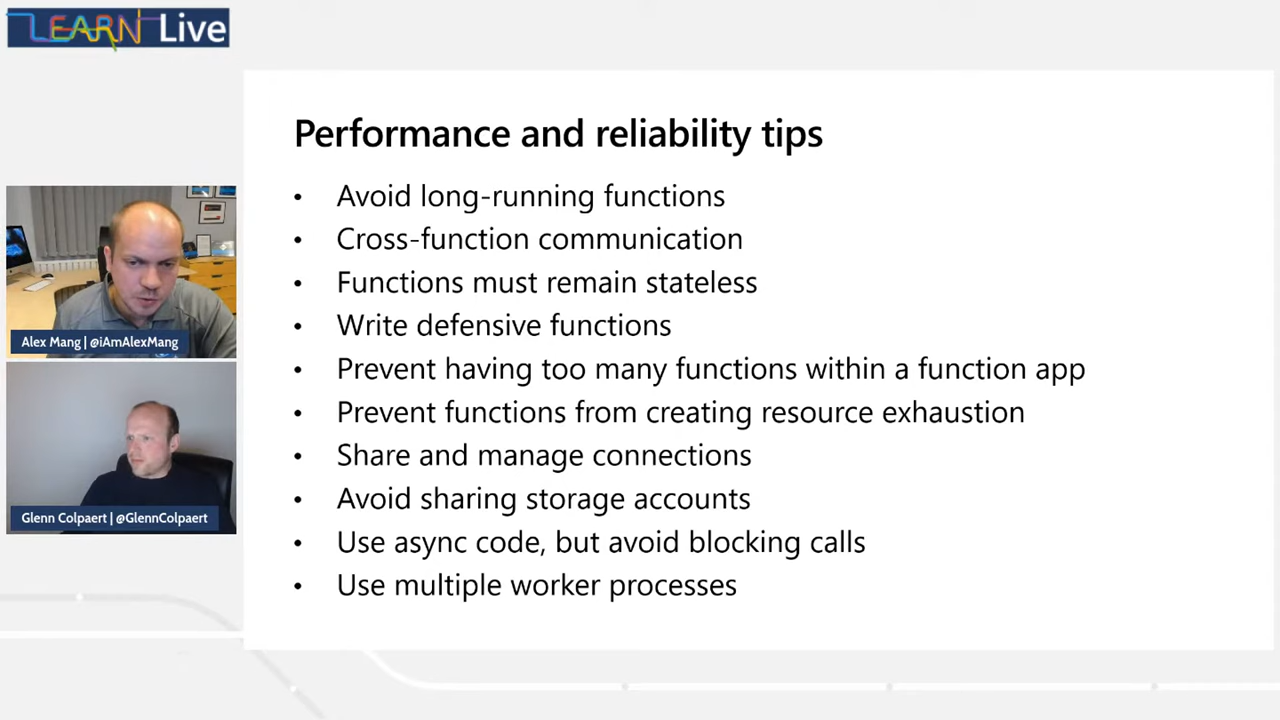 LEARN Live
Performance and reliability tips
• Avoid long-running functions
• Cross-function communication
• Functions must remain stateless
• Write defensive functions
• Prevent having too many functions within a function app
• Prevent functions from creating resource exhaustion
• Share and manage connections
• Avoid sharing storage accounts
• Use async code, but avoid blocking calls
• Use multiple worker processes
Alex Mang | @iAmAlexMang
Glenn Colpaert | @GlennColpaert